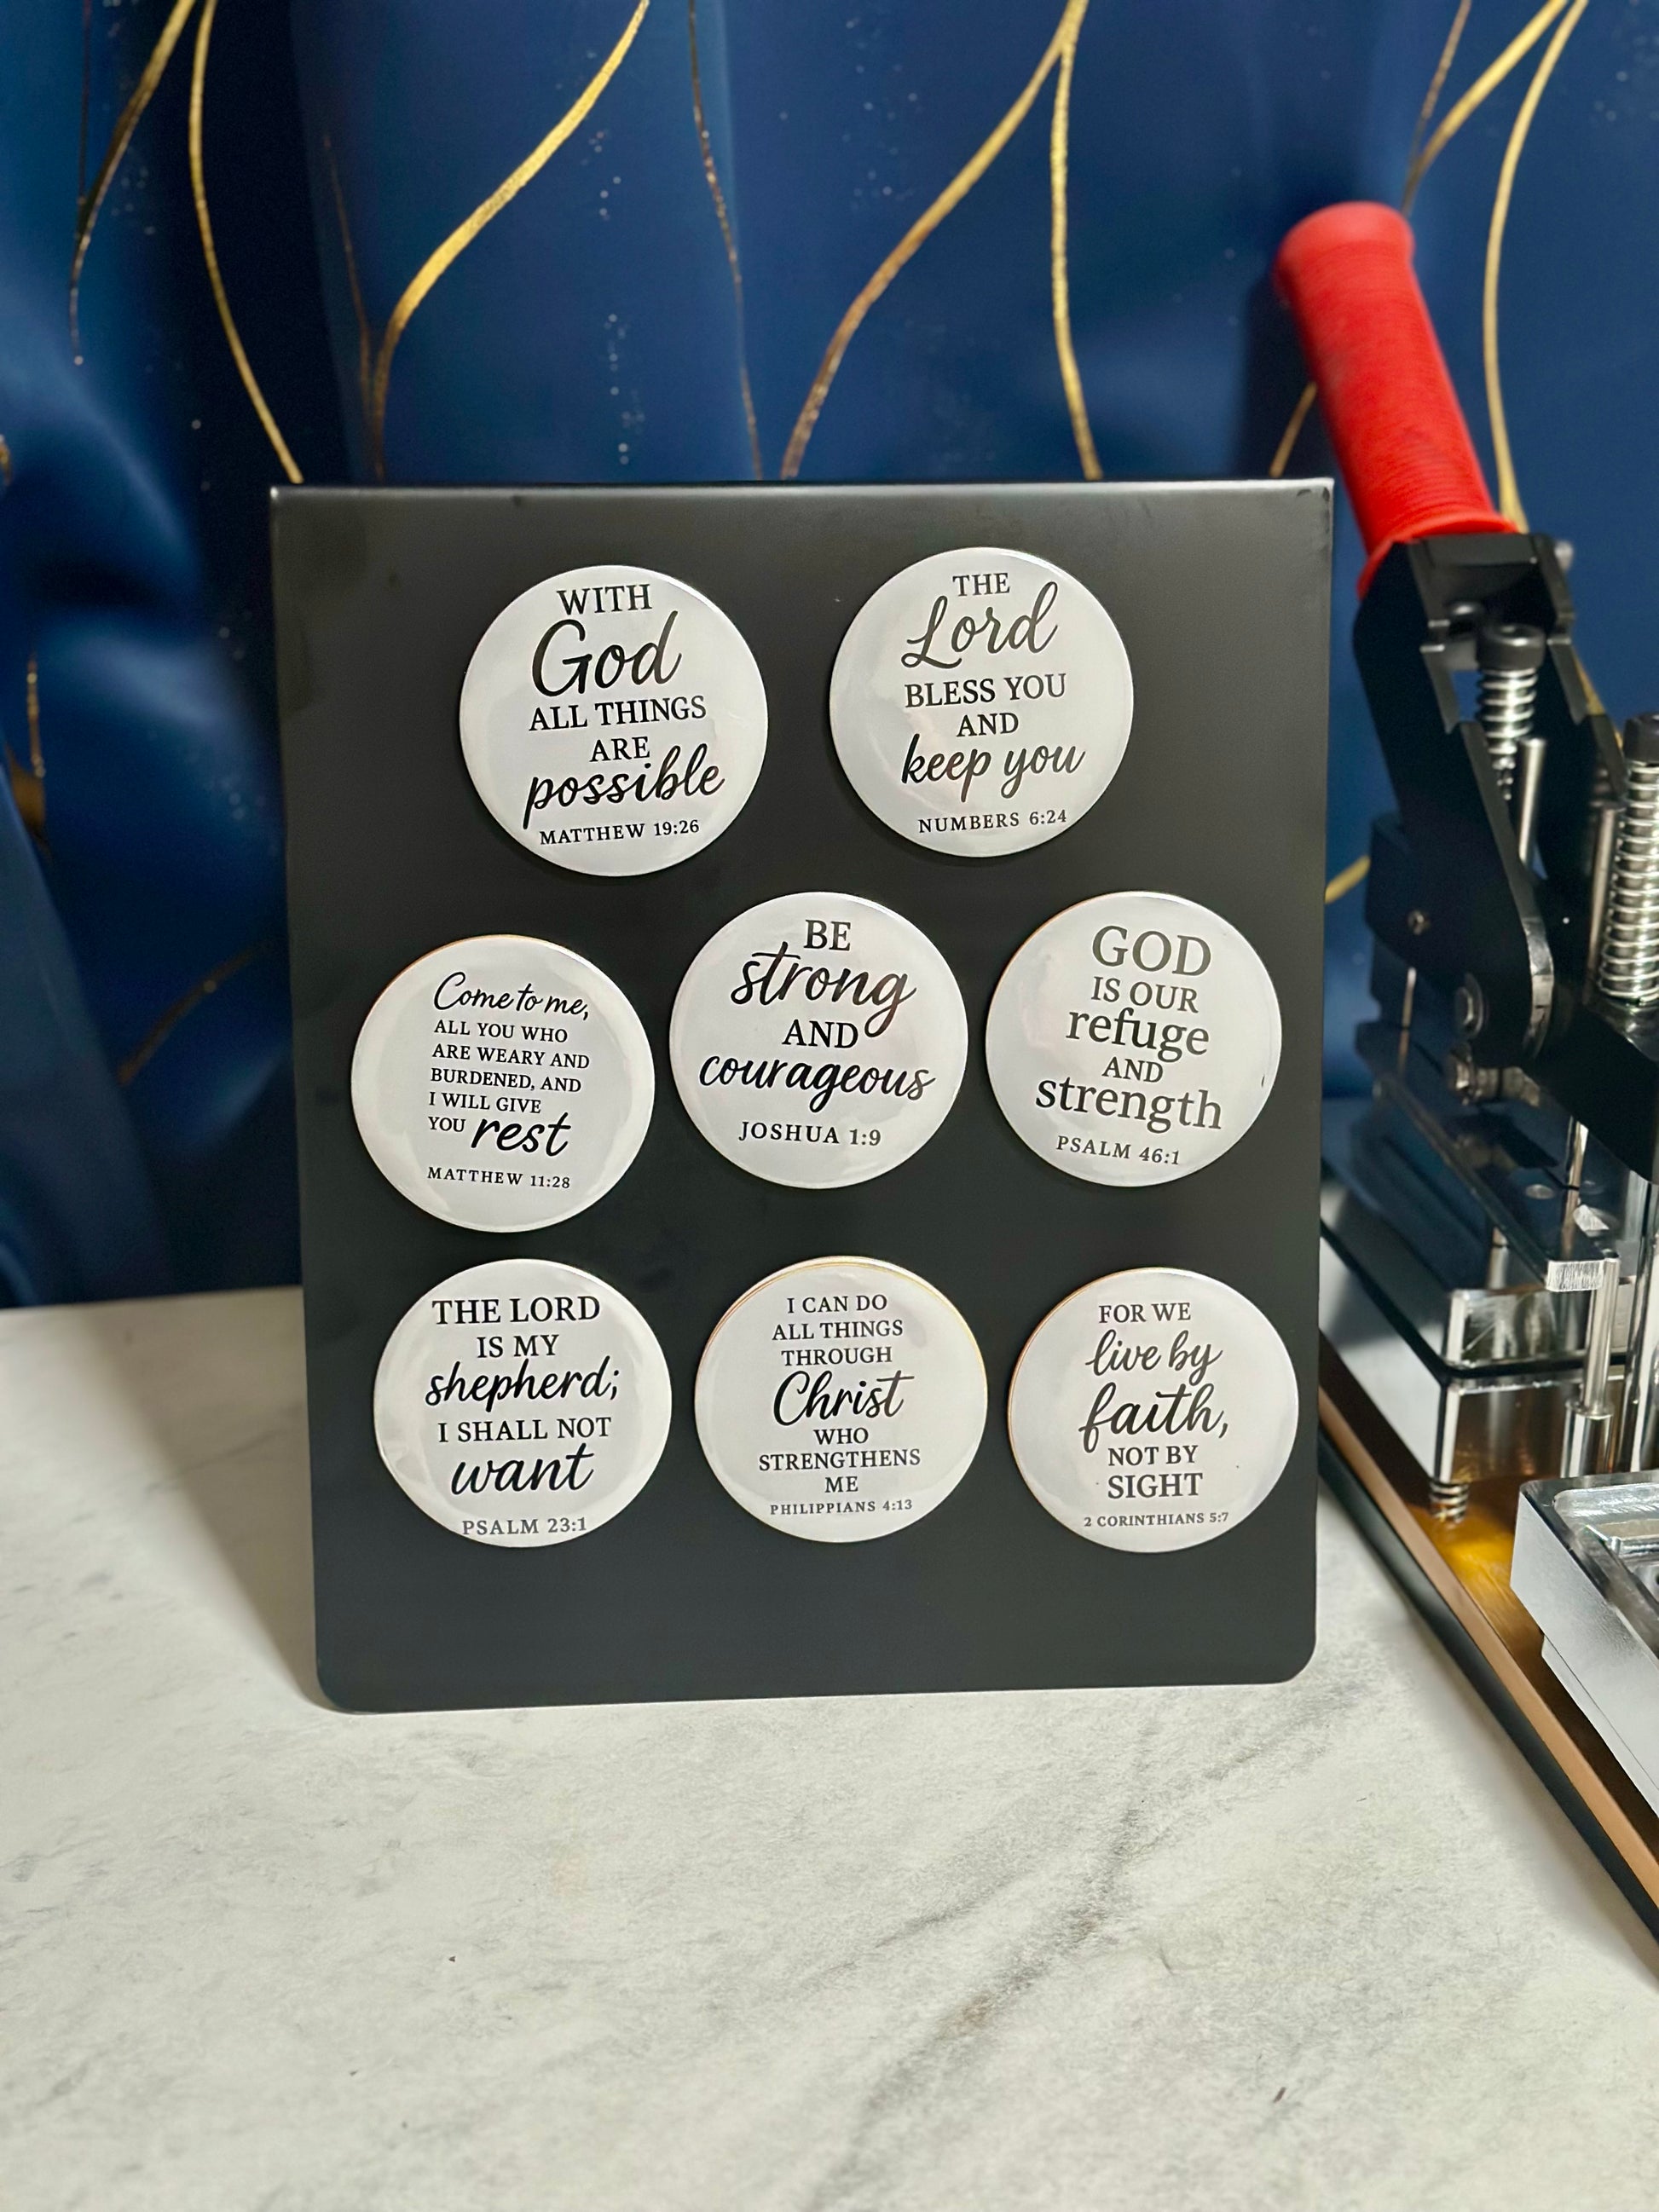 WITH
God
ALL THINGS
ARE
possible
MATTHEW 19:26
THE
Lord
BLESS YOU
AND
keep you
NUMBERS 6:24
Come to me,
ALL YOU WHO
ARE WEARY AND
BURDENED, AND
I WILL GIVE
YOU rest
MATTHEW 11:28
BE
strong
AND
courageous
JOSHUA 1:9
GOD
IS OUR
refuge
AND
strength
PSALM 46:1
THE LORD
IS MY
shepherd;
I SHALL NOT
want
PSALM 23:1
I CAN DO
ALL THINGS
THROUGH
Christ
WHO
STRENGTHENS
ME
PHILIPPIANS 4:13
FOR WE
live by
faith,
NOT BY
SIGHT
2 CORINTHIANS 5:7